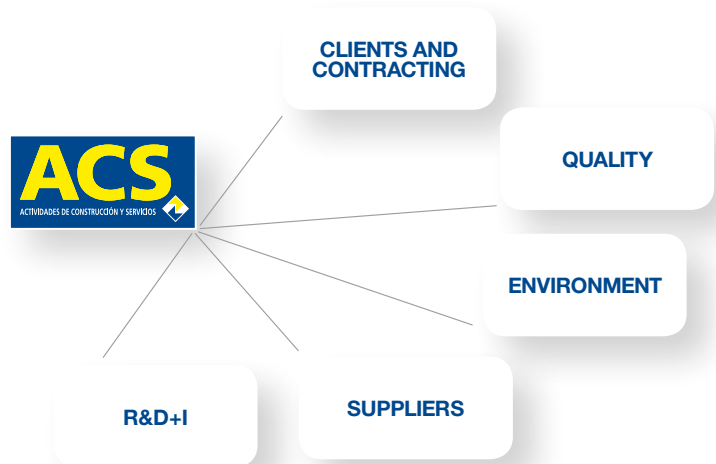 CLIENTS AND
CONTRACTING
ACS
ACTIVIDADES DE CONSTRUCCIÓN Y SERVICIOS
QUALITY
ENVIRONMENT
SUPPLIERS
R&D+I